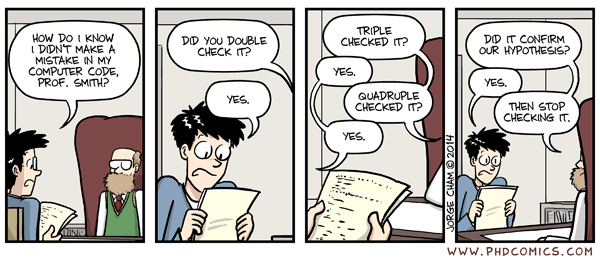 HOW DO I KNOW
I DIDN'T MAKE A
MISTAKE IN MY
COMPUTER CODE,
PROF. SMITH?
DID YOU DOUBLE
CHECK IT?
YES.
TRIPLE
CHECKED IT?
YES.
QUADRUPLE
CHECKED IT?
YES.
JORGE CHAM © 2014
DID IT CONFIRM
OUR HYPOTHESIS?
YES.
THEN STOP
CHECKING IT.
WWW.PHDCOMICS.COM